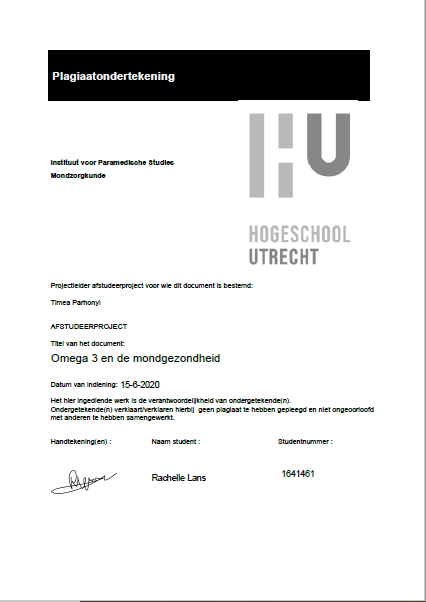 Plagiaatondertekening
Instituut voor Paramedische Studies
Mondzorgkunde
HU
HOGESCHOOL
UTRECHT
Projectleider afstudeerproject voor wie dit document is bestemd:
Timea Parhonyi
AFSTUDEERPROJECT
Titel van het document:
Omega 3 en de mondgezondheid
Datum van indiening: 15-6-2020
Het hier ingediende werk is de verantwoordelijkheid van ondergetekende(n).
Ondergetekende(n) verklaart/verklaren hierbij geen plagiaat te hebben gepleegd en niet ongeoorloofd
met anderen te hebben samengewerkt.
Handtekening(en) : Naam student : Studentnummer :
Rachelle Lans 1641461